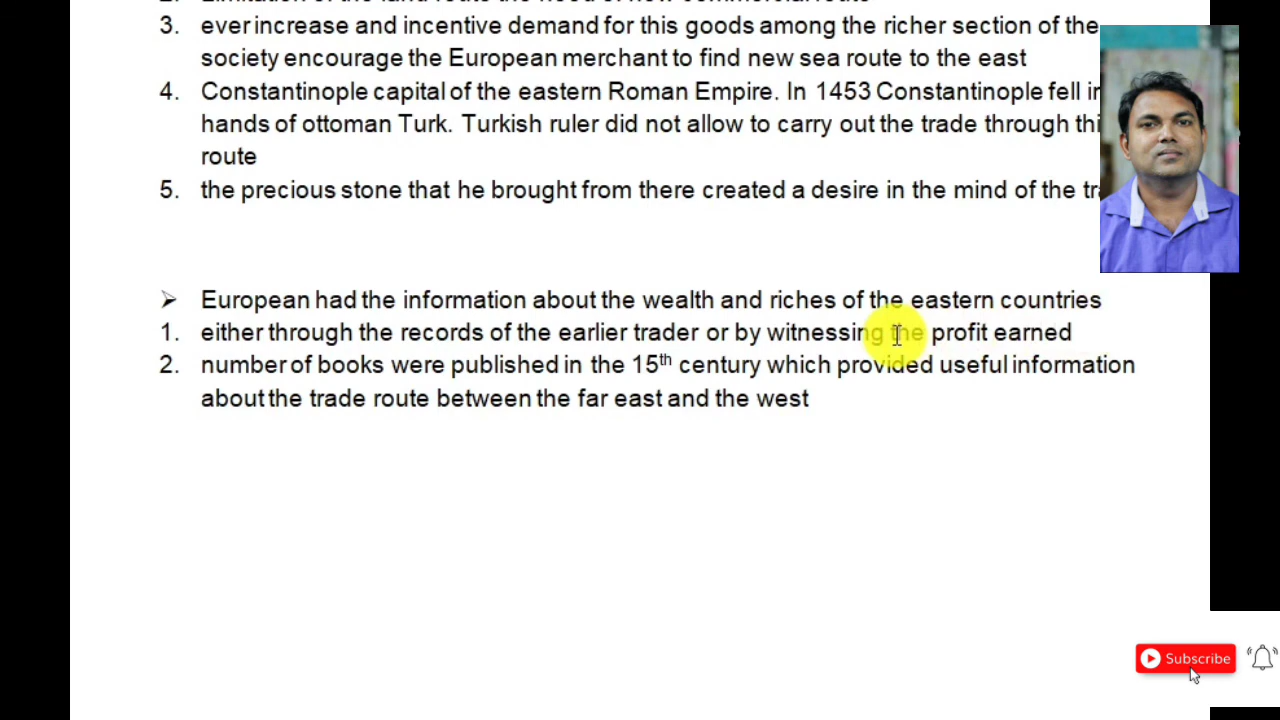 3. ever increase and incentive demand for this goods among the richer section of the
society encourage the European merchant to find new sea route to the east
4. Constantinople capital of the eastern Roman Empire. In 1453 Constantinople fell in
hands of ottoman Turk. Turkish ruler did not allow to carry out the trade through
route
5. the precious stone that he brought from there created a desire in the mind of the
➢ European had the information about the wealth and riches of the eastern countries
1. either through the records of the earlier trader or by witnessing the profit earned
2. number of books were published in the 15th century which provided useful information
about the trade route between the far east and the west
Subscribe